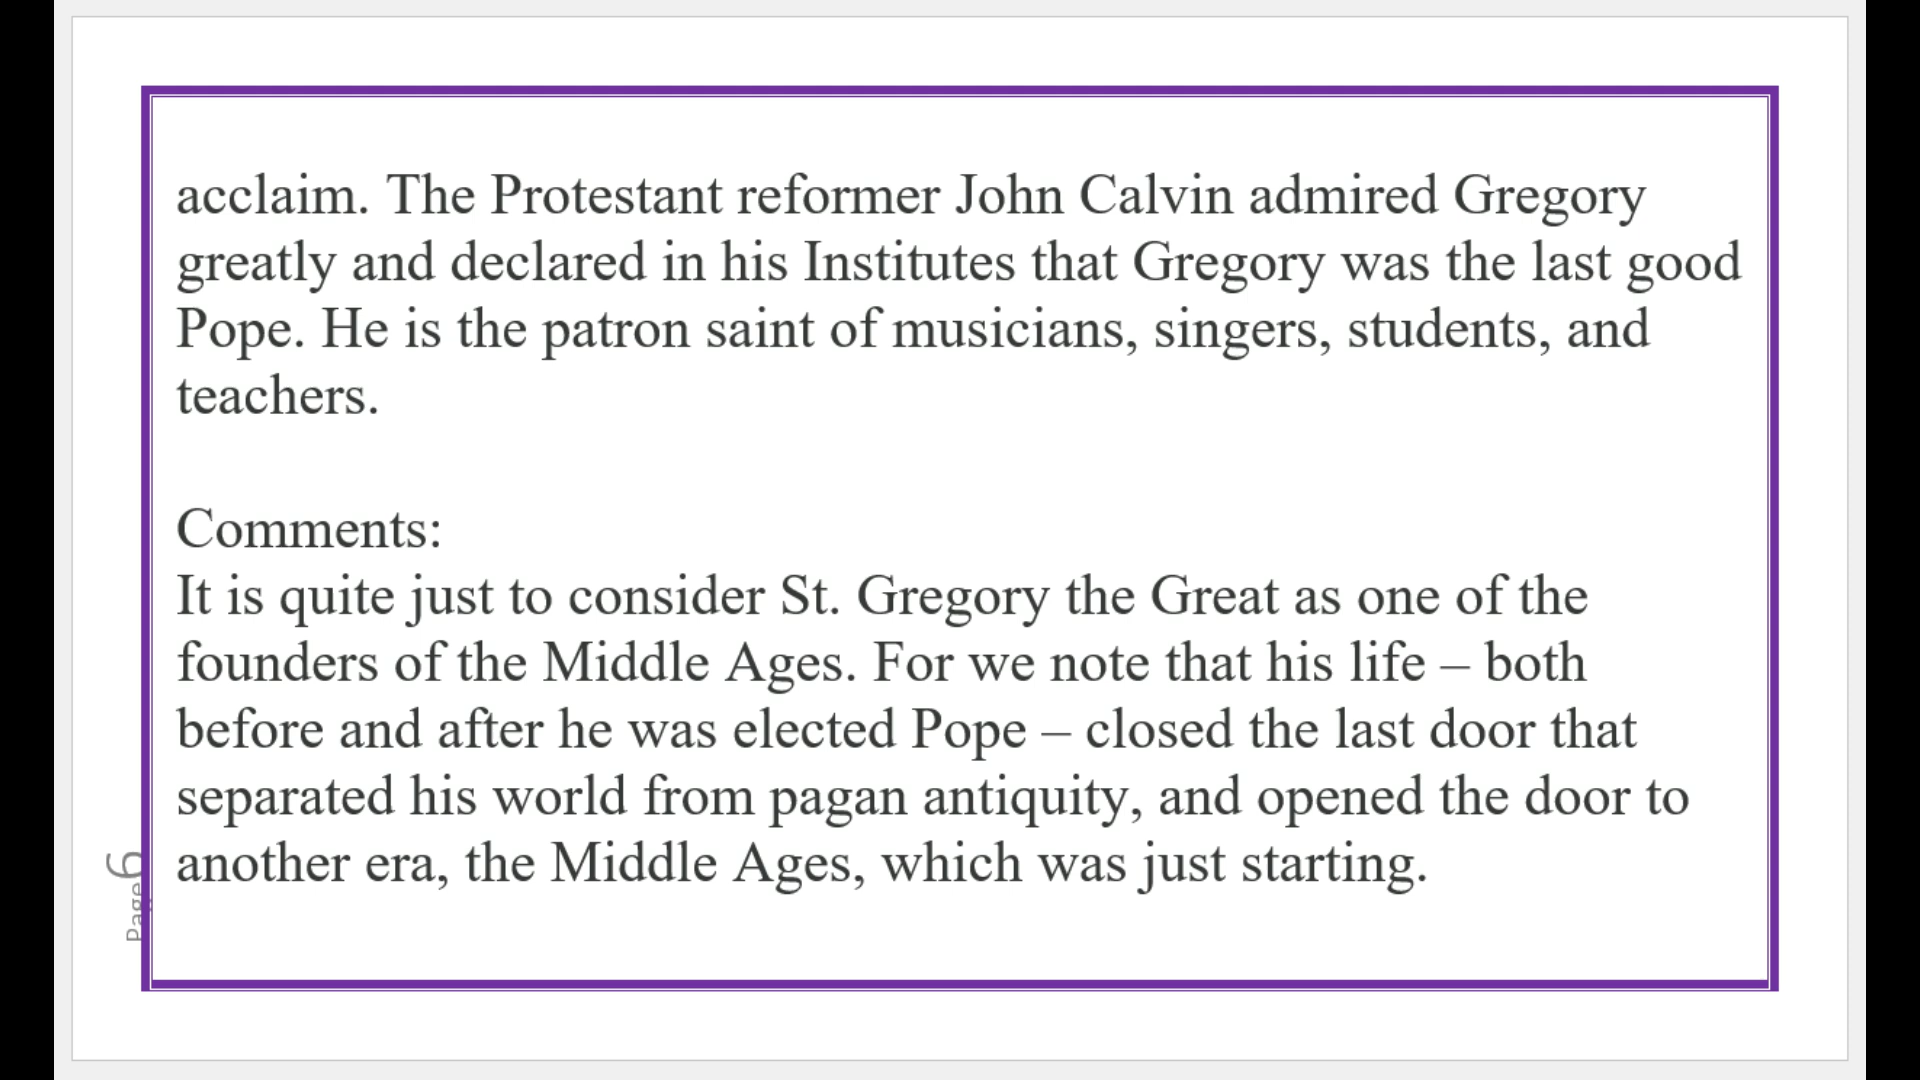 acclaim. The Protestant reformer John Calvin admired Gregory
greatly and declared in his Institutes that Gregory was the last good
Pope. He is the patron saint of musicians, singers, students, and
teachers.
Comments:
It is quite just to consider St. Gregory the Great as one of the
founders of the Middle Ages. For we note that his life – both
before and after he was elected Pope – closed the last door that
separated his world from pagan antiquity, and opened the door to
another era, the Middle Ages, which was just starting.
Page 6